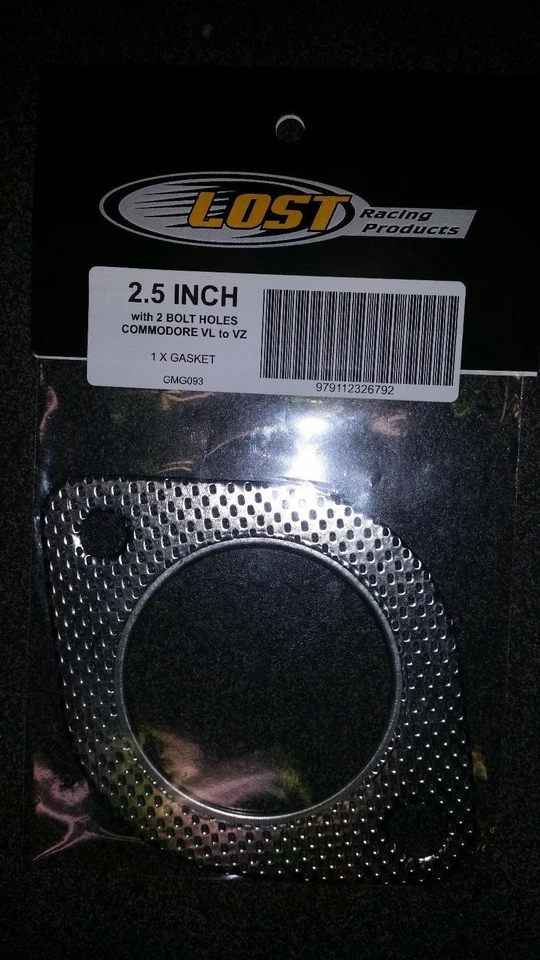 LOST
Racing
Products
2.5 INCH
with 2 BOLT HOLES
COMMODORE VL to VZ
1 X GASKET
GMG093
979112326792